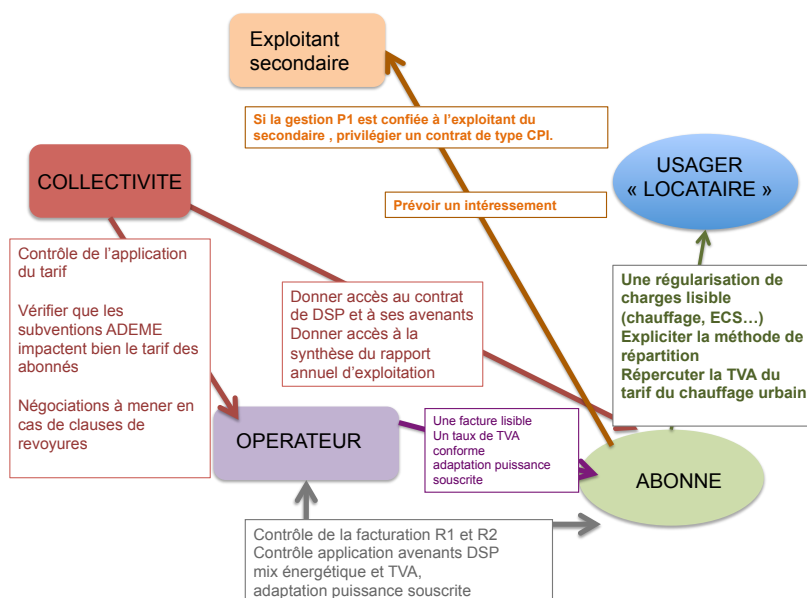 Exploitant
secondaire
Si la gestion P1 est confiée à l'exploitant du
secondaire , privilégier un contrat de type CPI.
COLLECTIVITE
USAGER
« LOCATAIRE »
Prévoir un intéressement
Contrôle de l'application
du tarif
Vérifier que les
subventions ADEME
impactent bien le tarif des
abonnés
Négociations à mener en
cas de clauses de
revoyures
Donner accès au contrat
de DSP et à ses avenants
Donner accès à la
synthèse du rapport
annuel d'exploitation
Une régularisation de
charges lisible
(chauffage, ECS...)
Expliciter la méthode de
répartition
Répercuter la TVA du
tarif du chauffage urbain
OPERATEUR
Une facture lisible
Un taux de TVA
conforme
adaptation puissance
souscrite
ABONNE
Contrôle de la facturation R1 et R2
Contrôle application avenants DSP
mix énergétique et TVA,
adaptation puissance souscrite